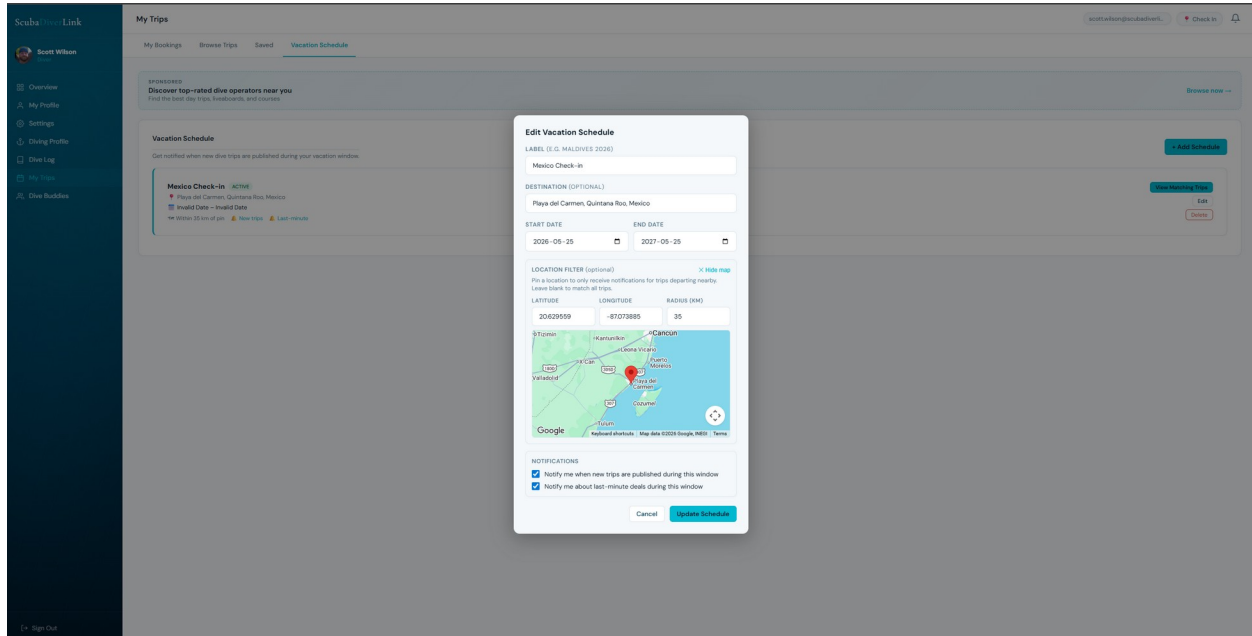 ScubaDiverLink
Scott Wilson
Diver
Overview
My Profile
Settings
Diving Profile
Dive Log
My Trips
Dive Buddies
Sign Out
My Trips
scott.wilson@scubadiverli...
Check In
My Bookings Browse Trips Saved Vacation Schedule
SPONSORED
Discover top-rated dive operators near you
Find the best day trips, liveaboards, and courses
Browse now →
Vacation Schedule
Get notified when new dive trips are published during your vacation window.
+ Add Schedule
Mexico Check-in ACTIVE
Playa del Carmen, Quintana Roo, Mexico
Invalid Date – Invalid Date
Within 35 km of pin New trips Last-minute
View Matching Trips
Edit
Delete
Edit Vacation Schedule
LABEL (E.G. MALDIVES 2026)
Mexico Check-in
DESTINATION (OPTIONAL)
Playa del Carmen, Quintana Roo, Mexico
START DATE END DATE
2026-05-25 2027-05-25
LOCATION FILTER (optional) × Hide map
Pin a location to only receive notifications for trips departing nearby.
Leave blank to match all trips.
LATITUDE LONGITUDE RADIUS (KM)
20.629559 -87.073885 35
Tizimin
Kantunilkin
Cancún
Leona Vicario
X-Can
Puerto
Morelos
180D
305D
307
Valladolid
Playa del
Carmen
307
Cozumel
Tulum
Google
Keyboard shortcuts Map data ©2026 Google, INEGI Terms
NOTIFICATIONS
Notify me when new trips are published during this window
Notify me about last-minute deals during this window
Cancel Update Schedule